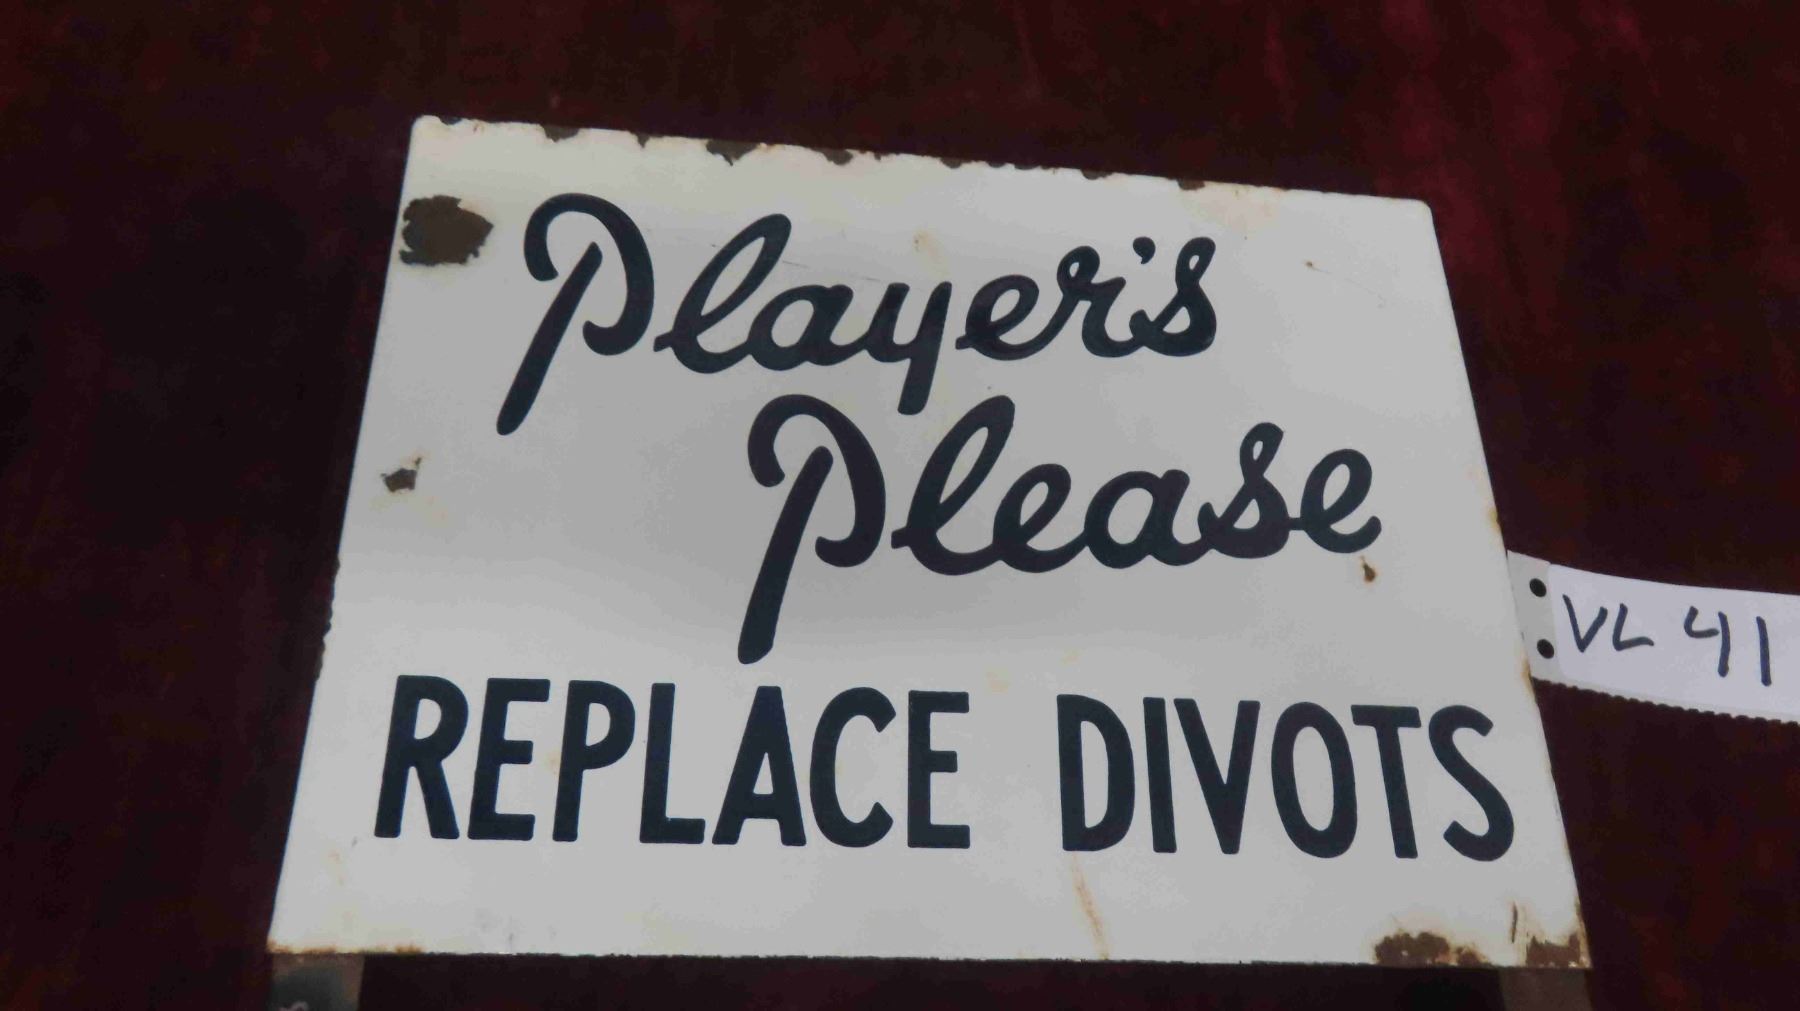 Player's
Please
REPLACE DIVOTS
VL 41